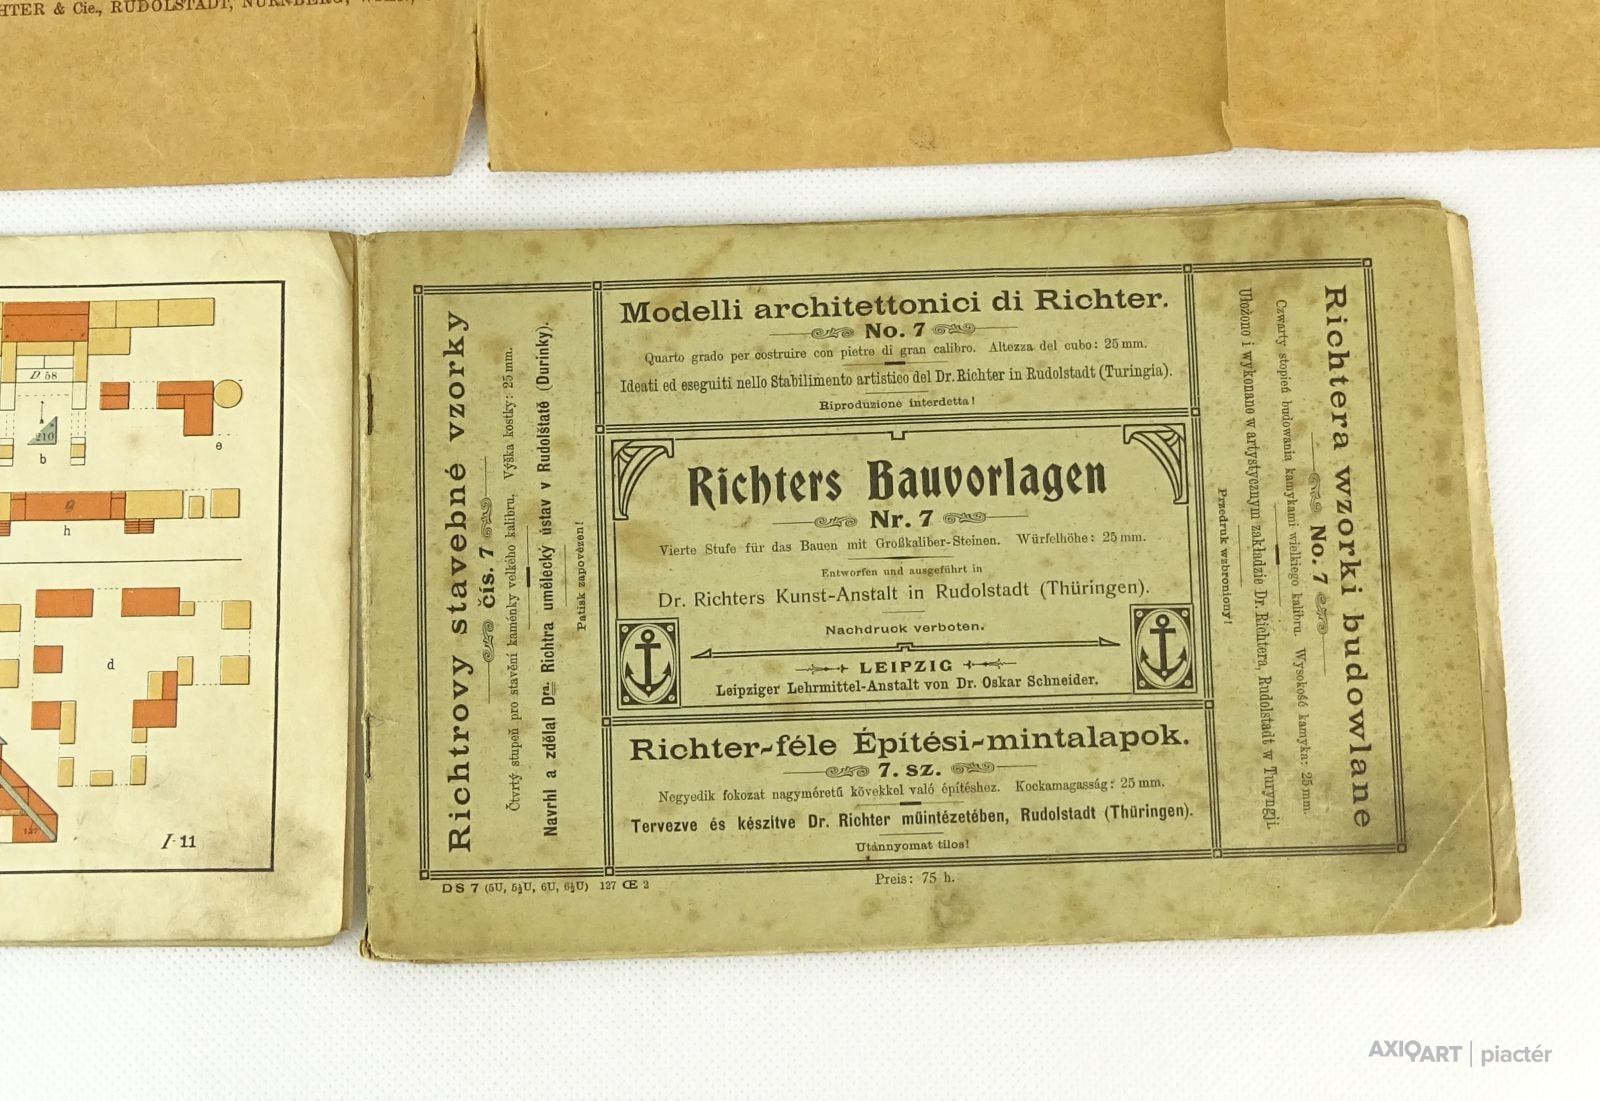 HTER & Cie., RUDOLSTADT, NÜRNBERG, WIEN,
D 58
210
b
e
g
h
d
127
I·11
Richtrovy stavebné vzorky
čís. 7
Čtvrtý stupeň pro stavění kaménky velkého kalibru. Výška kostky: 25 mm.
Navrhl a zdělal Dra. Richtra umělecký ústav v Rudolštatě (Durinky).
Patisk zapovězen!
Modelli architettonici di Richter.
No. 7
Quarto grado per costruire con pietre di gran calibro. Altezza del cubo: 25 mm.
Ideati ed eseguiti nello Stabilimento artistico del Dr. Richter in Rudolstadt (Turingia).
Riproduzione interdetta!
Richters Bauvorlagen
Nr. 7
Vierte Stufe für das Bauen mit Großkaliber-Steinen. Würfelhöhe: 25 mm.
Entworfen und ausgeführt in
Dr. Richters Kunst-Anstalt in Rudolstadt (Thüringen).
Nachdruck verboten.
LEIPZIG
Leipziger Lehrmittel-Anstalt von Dr. Oskar Schneider.
Richter-féle Építési-mintalapok.
7. sz.
Negyedik fokozat nagyméretű kövekkel való építéshez. Kockamagasság: 25 mm.
Tervezve és készitve Dr. Richter műintézetében, Rudolstadt (Thüringen).
Utánnyomat tilos!
Richtera wzorki budowlane
No. 7
Czwarty stopień budowania kamykami wielkiego kalibru. Wysokość kamyka: 25 mm.
Ułożono i wykonano w artystycznym zakładzie Dr. Richtera, Rudolstadt w Turyngji.
Przedruk wzbroniony!
DS 7 (5U, 5½U, 6U, 6½U) 127 Œ 2
Preis: 75 h.
AXIOART | piactér